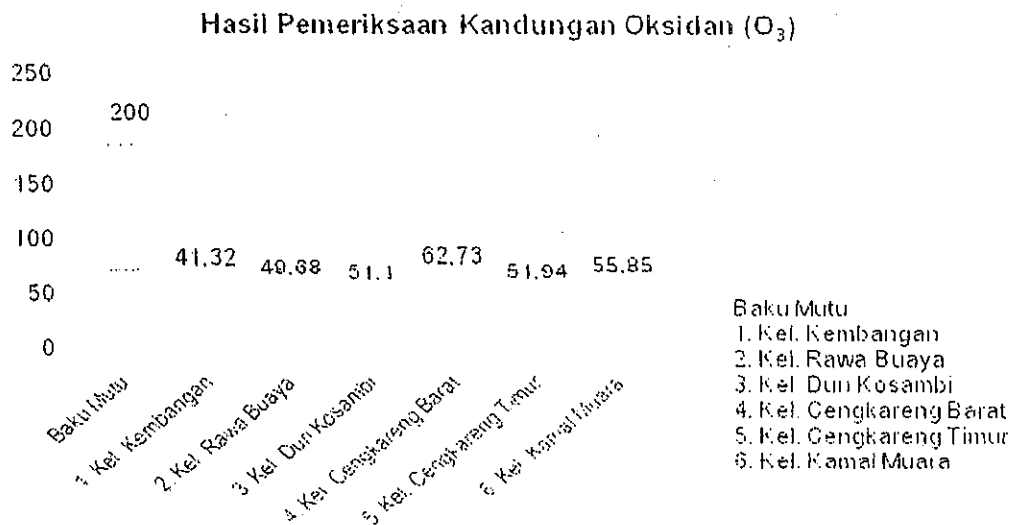 Hasil Pemeriksaan Kandungan Oksidan (O₃)
250
200
150
100
50
0
200
41,32
49.68
51.1
62.73
51.94
55.85
Baku Mutu
1 Kel. Kembangan
2. Kel. Rawa Buaya
3 Kel. Duri Kosambi
4. Kel. Cengkareng Barat
5 Kel. Cengkareng Timur
6 Kel. Kamal Muara
Baku Mutu
1. Kel. Kembangan
2. Kel. Rawa Buaya
3. Kel Duri Kosambi
4. Kel. Cengkareng Barat
5. Kel. Cengkareng Timur
6. Kel. Kamal Muara